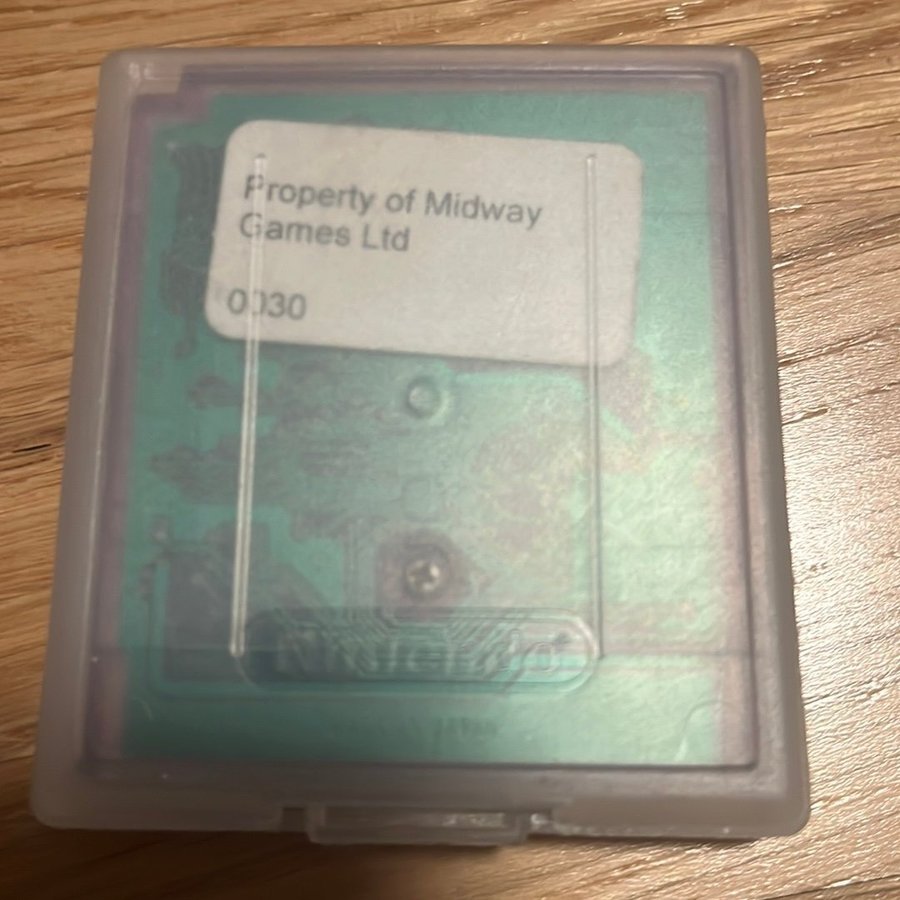 Property of Midway
Games Ltd
0030
Nintendo